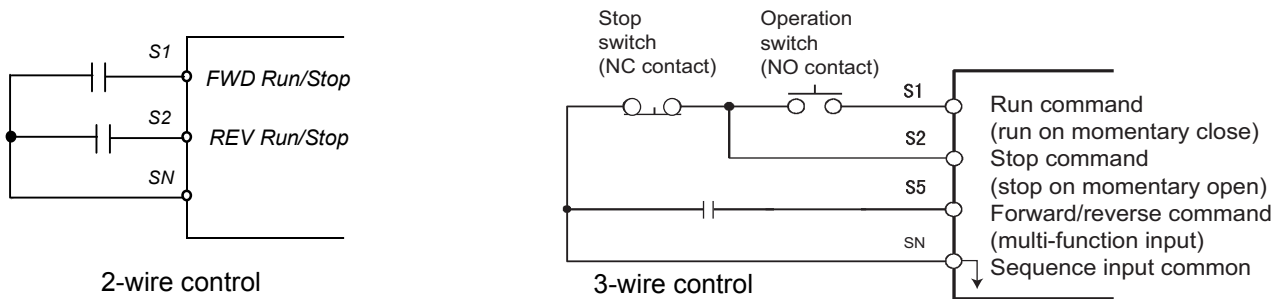 S1
FWD Run/Stop
S2
REV Run/Stop
SN
2-wire control
Stop
switch
(NC contact)
Operation
switch
(NO contact)
S1
Run command
(run on momentary close)
S2
Stop command
(stop on momentary open)
S5
Forward/reverse command
(multi-function input)
SN
Sequence input common
3-wire control